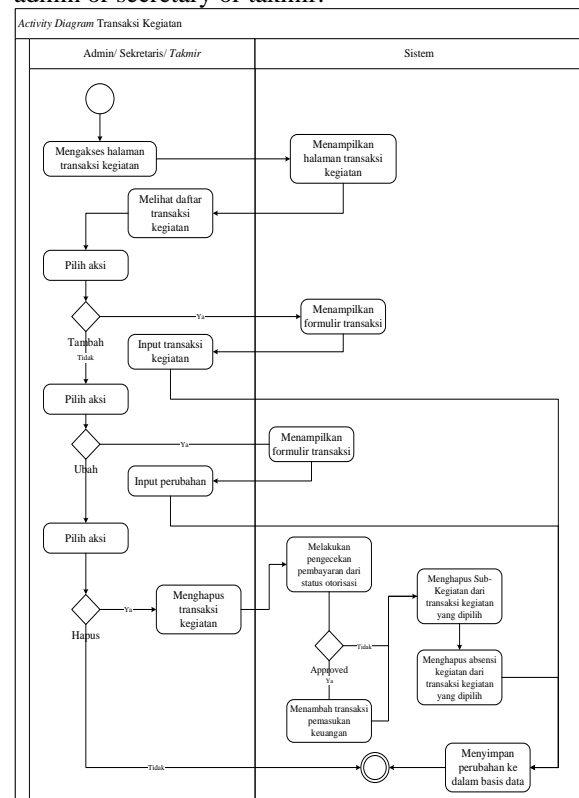 admin or secretary or takmir.
Activity Diagram Transaksi Kegiatan
Admin/ Sekretaris/ Takmir
Sistem
Mengakses halaman
transaksi kegiatan
Menampilkan
halaman transaksi
kegiatan
Melihat daftar
transaksi
kegiatan
Pilih aksi
Tambah
Ya
Tidak
Menampilkan
formulir transaksi
Input transaksi
kegiatan
Pilih aksi
Ubah
Ya
Menampilkan
formulir transaksi
Input perubahan
Pilih aksi
Hapus
Ya
Menghapus
transaksi
kegiatan
Melakukan
pengecekan
pembayaran dari
status otorisasi
Approved
Tidak
Ya
Menambah transaksi
pemasukan
keuangan
Menghapus Sub-
Kegiatan dari
transaksi kegiatan
yang dipilih
Menghapus absensi
kegiatan dari
transaksi kegiatan
yang dipilih
Tidak
Menyimpan
perubahan ke
dalam basis data